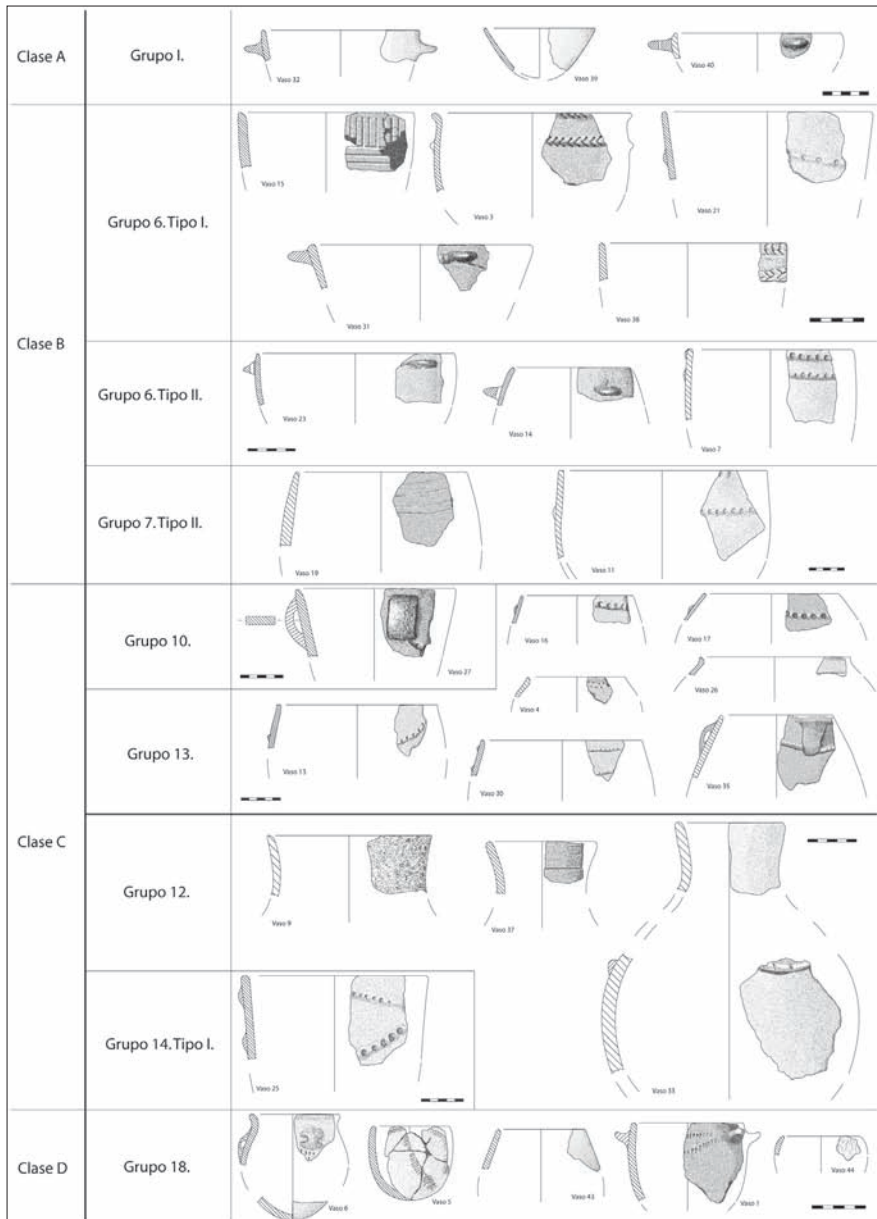 Clase A
Grupo I.
Vaso 32
Vaso 39
Vaso 40
Clase B
Grupo 6. Tipo I.
Vaso 15
Vaso 3
Vaso 21
Vaso 31
Vaso 36
Grupo 6. Tipo II.
Vaso 23
Vaso 14
Vaso 7
Grupo 7. Tipo II.
Vaso 19
Vaso 11
Clase C
Grupo 10.
Vaso 27
Vaso 16
Vaso 17
Vaso 4
Vaso 26
Grupo 13.
Vaso 13
Vaso 30
Vaso 35
Grupo 12.
Vaso 9
Vaso 37
Vaso 33
Grupo 14. Tipo I.
Vaso 25
Clase D
Grupo 18.
Vaso 6
Vaso 5
Vaso 43
Vaso 1
Vaso 44